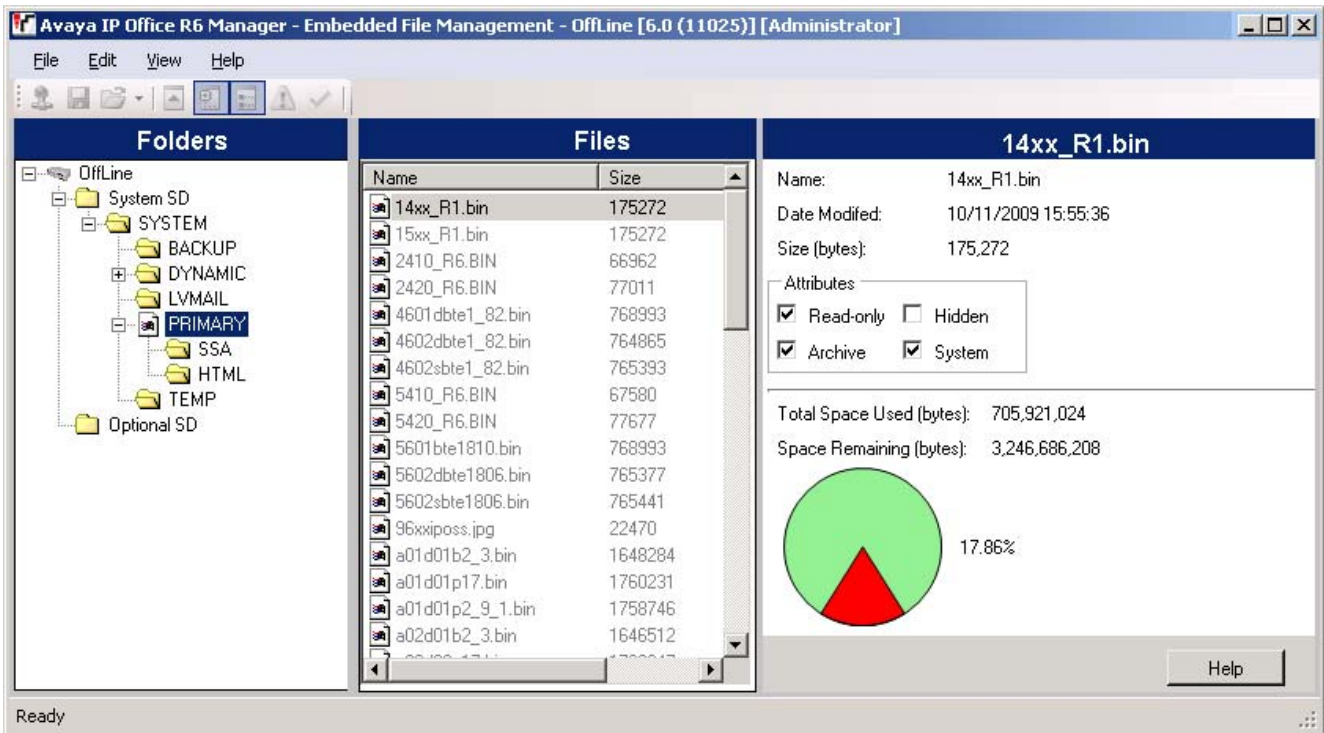 Avaya IP Office R6 Manager - Embedded File Management - OffLine [6.0 (11025)] [Administrator]
File Edit View Help
Folders
OffLine
System SD
SYSTEM
BACKUP
DYNAMIC
LVMAIL
PRIMARY
SSA
HTML
TEMP
Optional SD
Files
Name Size
14xx_R1.bin 175272
15xx_R1.bin 175272
2410_R6.BIN 66962
2420_R6.BIN 77011
4601dbte1_82.bin 768993
4602dbte1_82.bin 764865
4602sbte1_82.bin 765393
5410_R6.BIN 67580
5420_R6.BIN 77677
5601bte1810.bin 768993
5602dbte1806.bin 765377
5602sbte1806.bin 765441
96xxiposs.jpg 22470
a01d01b2_3.bin 1648284
a01d01p17.bin 1760231
a01d01p2_9_1.bin 1758746
a02d01b2_3.bin 1646512
14xx_R1.bin
Name: 14xx_R1.bin
Date Modifed: 10/11/2009 15:55:36
Size (bytes): 175,272
Attributes
Read-only Hidden
Archive System
Total Space Used (bytes): 705,921,024
Space Remaining (bytes): 3,246,686,208
17.86%
Help
Ready